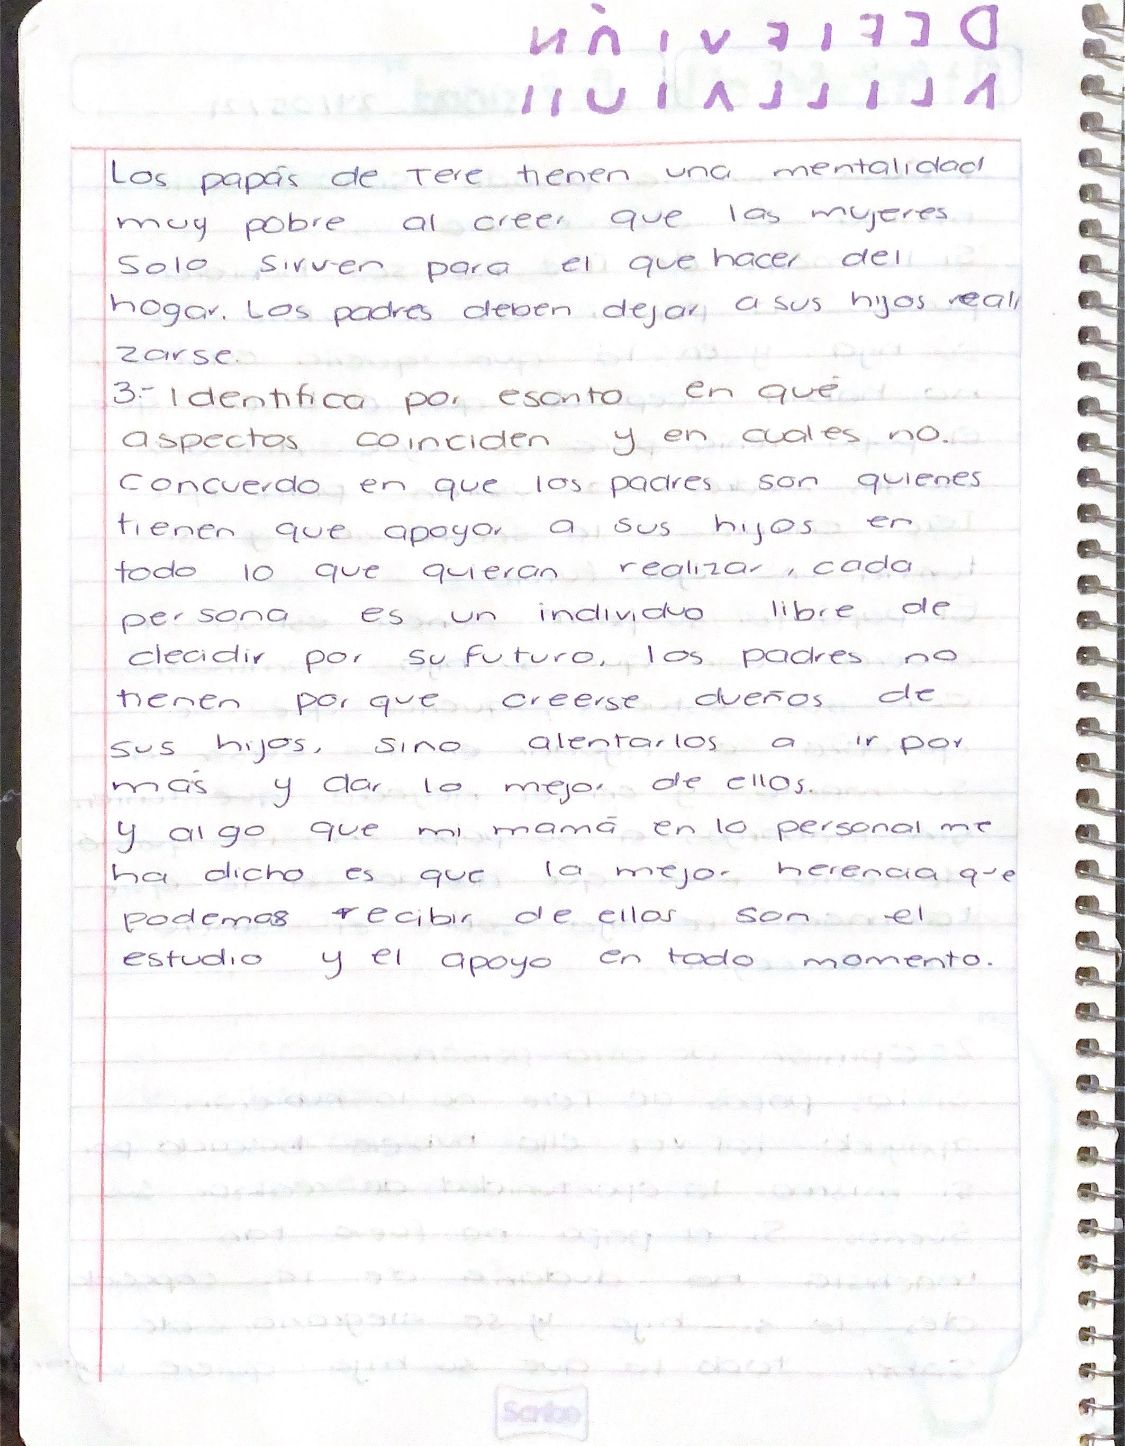 Los papás de Tere tienen una mentalidad
muy pobre al creer que las mujeres
solo sirven para el que hacer del
hogar. Los padres deben dejar a sus hijos reali
zarse.
3.- Identifica por escrito en qué
aspectos coinciden y en cuales no.
Concuerdo en que los padres son quienes
tienen que apoyar a sus hijos en
todo lo que quieran realizar, cada
persona es un individuo libre de
decidir por su futuro, los padres no
tienen por que creerse dueños de
sus hijos, sino alentarlos a ir por
más y dar lo mejor de ellos.
Y algo que mi mamá en lo personal me
ha dicho es que la mejor herencia que
podemos recibir de ellos son el
estudio y el apoyo en todo momento.
Scribe